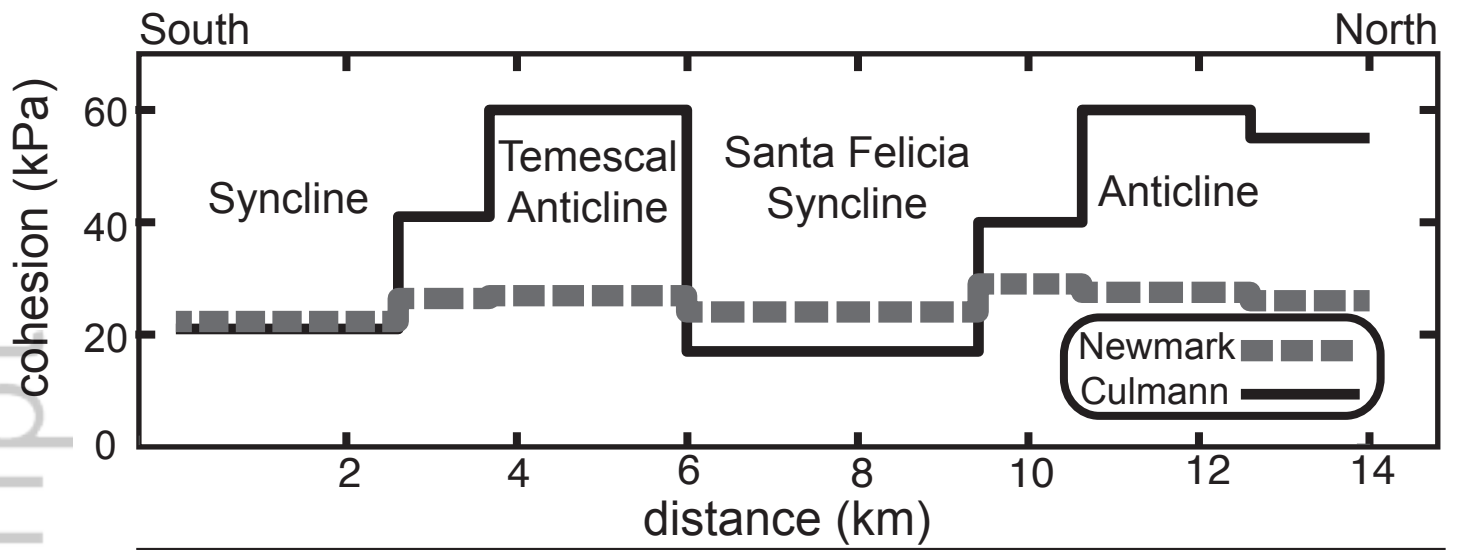 South North
cohesion (kPa)
60
40
20
0
Syncline
Temescal
Anticline
Santa Felicia
Syncline
Anticline
Newmark
Culmann
2 4 6 8 10 12 14
distance (km)